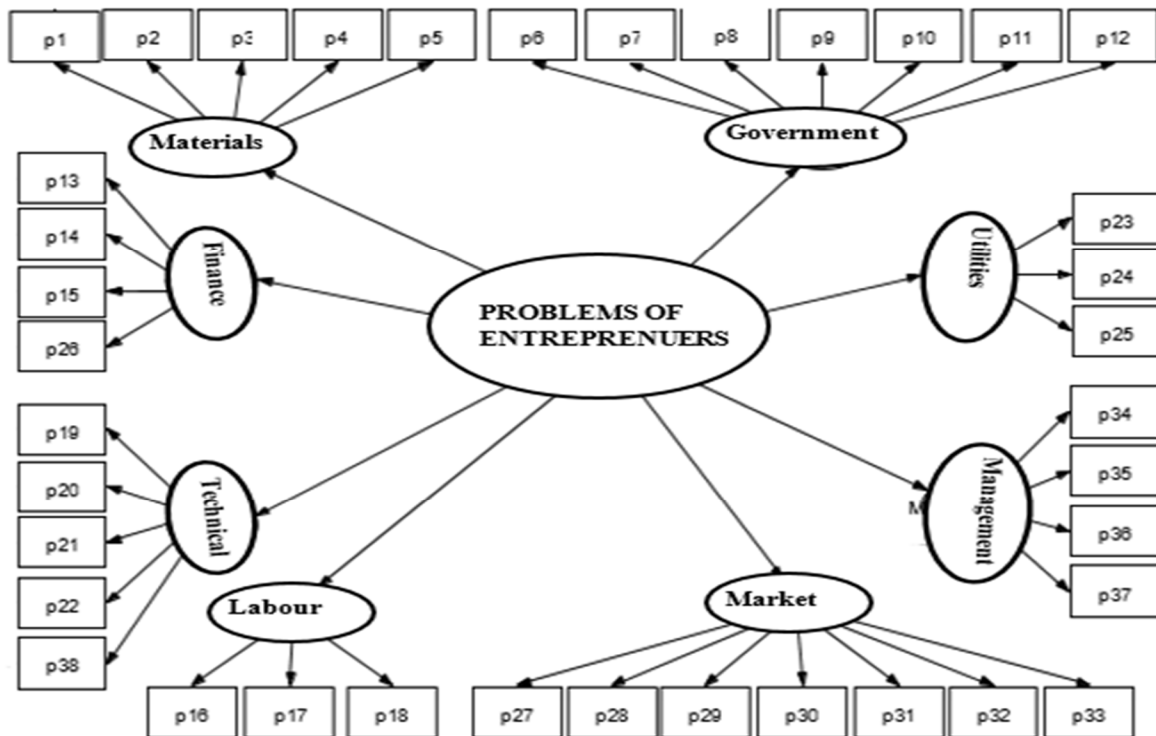 p1
p2
p3
p4
p5
p6
p7
p8
p9
p10
p11
p12
Materials
Government
p13
p14
p15
p26
Finance
Utilities
p23
p24
p25
PROBLEMS OF
ENTREPRENUERS
p19
p20
p21
p22
p38
Technical
Management
M
p34
p35
p36
p37
Labour
Market
p16
p17
p18
p27
p28
p29
p30
p31
p32
p33